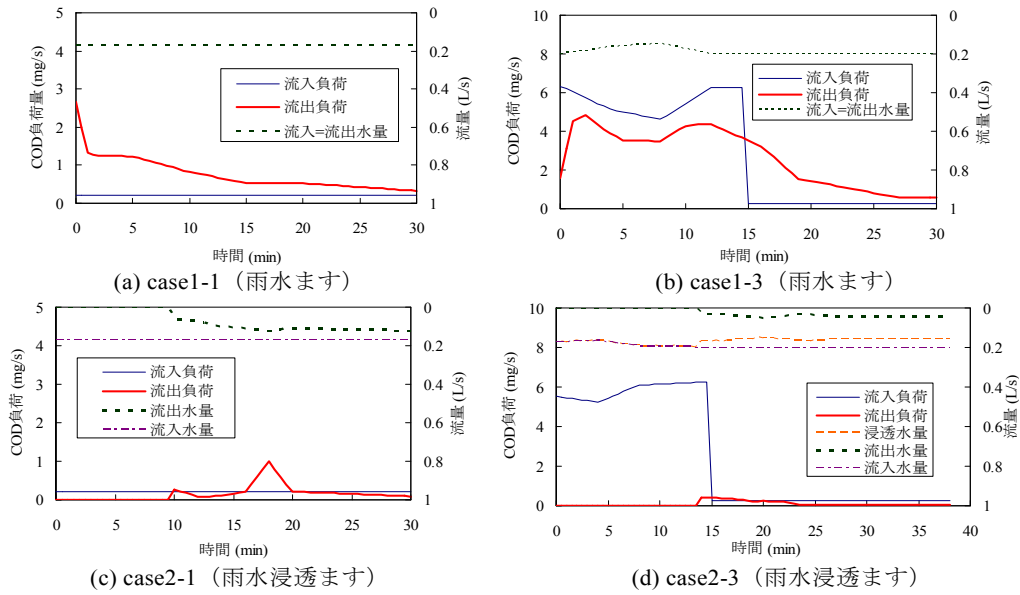 5
4
3
2
1
0
COD負荷量 (mg/s)
0
0.2
0.4
0.6
0.8
1
流量 (L/s)
流入負荷
流出負荷
流入=流出水量
0 5 10 15 20 25 30
時間 (min)
(a) case1-1（雨水ます）
10
8
6
4
2
0
COD負荷 (mg/s)
0
0.2
0.4
0.6
0.8
1
流量 (L/s)
流入負荷
流出負荷
流入=流出水量
0 5 10 15 20 25 30
時間 (min)
(b) case1-3（雨水ます）
5
4
3
2
1
0
COD負荷 (mg/s)
0
0.2
0.4
0.6
0.8
1
流量 (L/s)
流入負荷
流出負荷
流出水量
流入水量
0 5 10 15 20 25 30
時間 (min)
(c) case2-1（雨水浸透ます）
10
8
6
4
2
0
COD負荷 (mg/s)
0
0.2
0.4
0.6
0.8
1
流量 (L/s)
流入負荷
流出負荷
浸透水量
流出水量
流入水量
0 5 10 15 20 25 30 35 40
時間 (min)
(d) case2-3（雨水浸透ます）